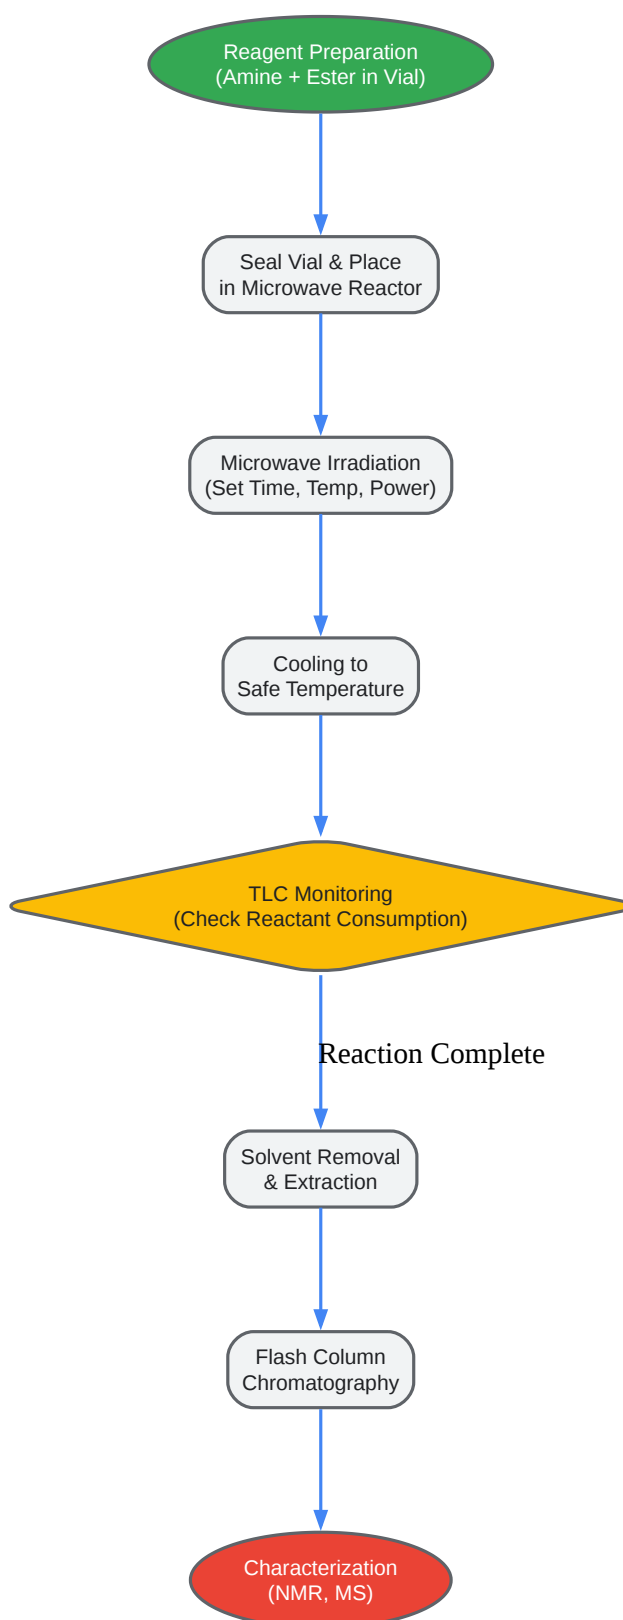 Reagent Preparation
(Amine + Ester in Vial)
Seal Vial & Place
in Microwave Reactor
Microwave Irradiation
(Set Time, Temp, Power)
Cooling to
Safe Temperature
TLC Monitoring
(Check Reactant Consumption)
Reaction Complete
Solvent Removal
& Extraction
Flash Column
Chromatography
Characterization
(NMR, MS)